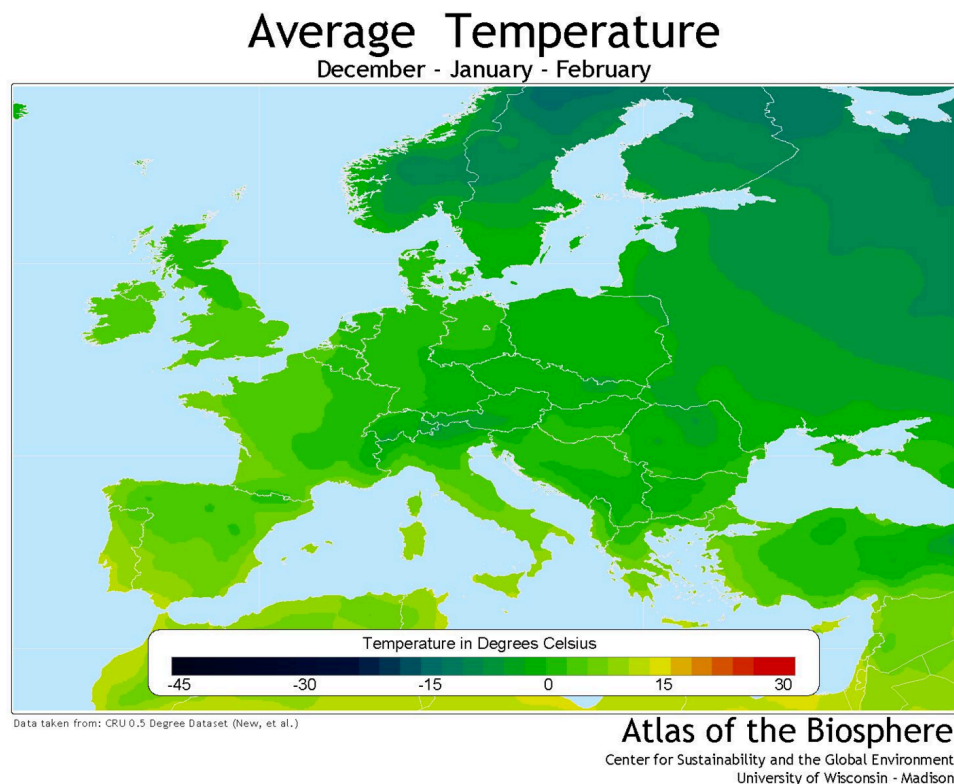 Average Temperature
December - January - February
Temperature in Degrees Celsius
-45 -30 -15 0 15 30
Data taken from: CRU 0.5 Degree Dataset (New, et al.)
Atlas of the Biosphere
Center for Sustainability and the Global Environment
University of Wisconsin - Madison